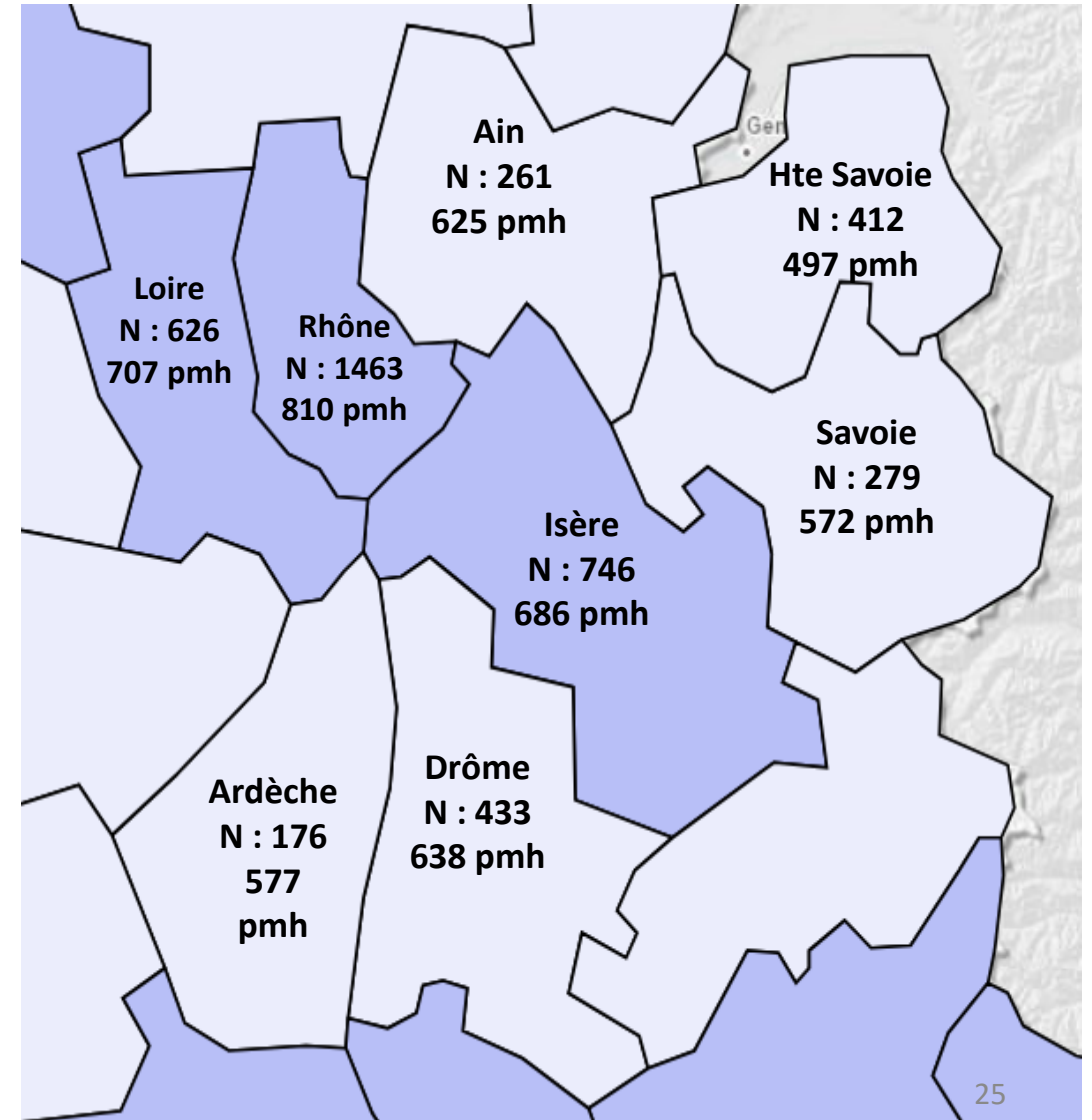 Ain
N : 261
625 pmh
Gen
Hte Savoie
N : 412
497 pmh
Loire
N : 626
707 pmh
Rhône
N : 1463
810 pmh
Savoie
N : 279
572 pmh
Isère
N : 746
686 pmh
Ardèche
N : 176
577
pmh
Drôme
N : 433
638 pmh
25